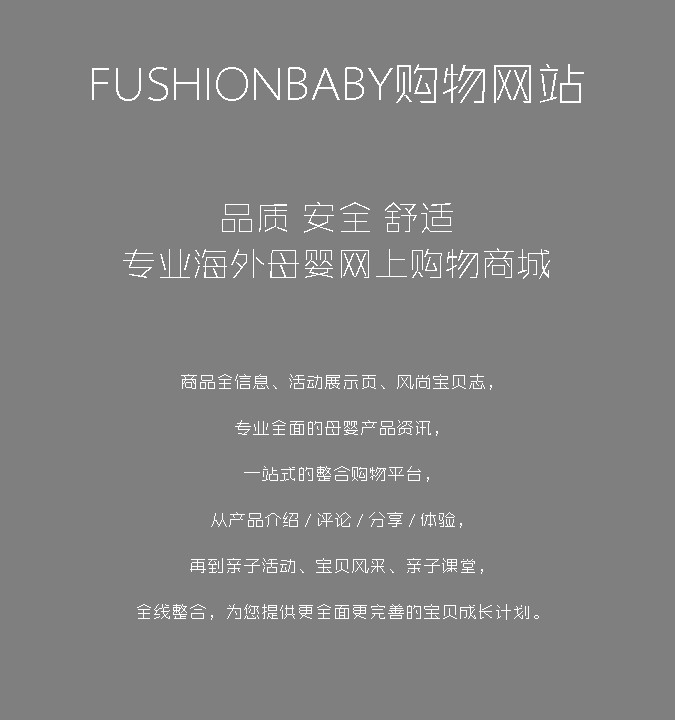 FUSHIONBABY购物网站
品质 安全 舒适
专业海外母婴网上购物商城
商品全信息、活动展示页、风尚宝贝志，
专业全面的母婴产品资讯，
一站式的整合购物平台，
从产品介绍 / 评论 / 分享 / 体验，
再到亲子活动、宝贝风采、亲子课堂，
全线整合，为您提供更全面更完善的宝贝成长计划。